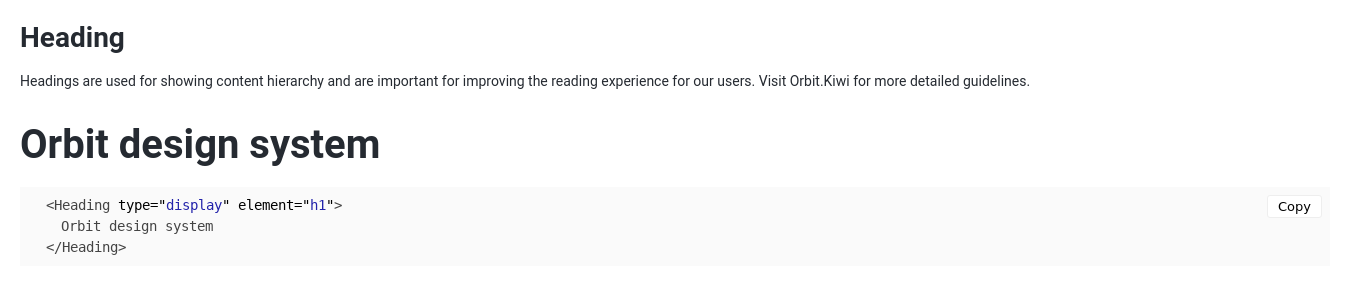 Heading
Headings are used for showing content hierarchy and are important for improving the reading experience for our users. Visit Orbit.Kiwi for more detailed guidelines.
Orbit design system
<Heading type="display" element="h1">
Copy
Orbit design system
</Heading>